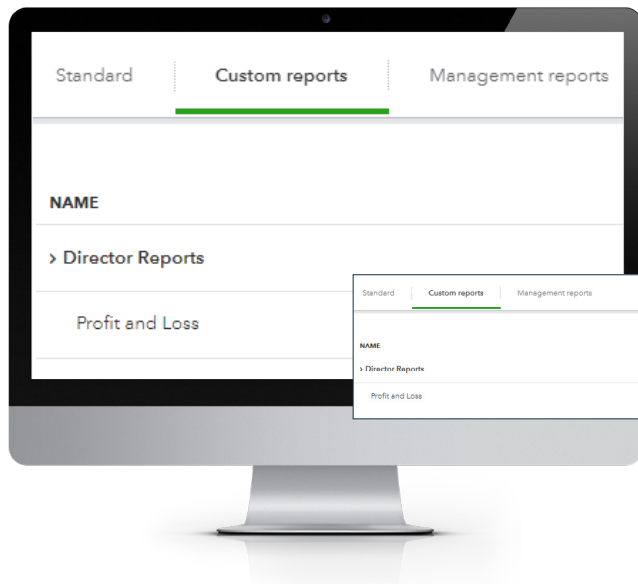 Standard Custom reports Management reports
NAME
> Director Reports
Profit and Loss
Standard Custom reports Management reports
NAME
> Director Reports
Profit and Loss